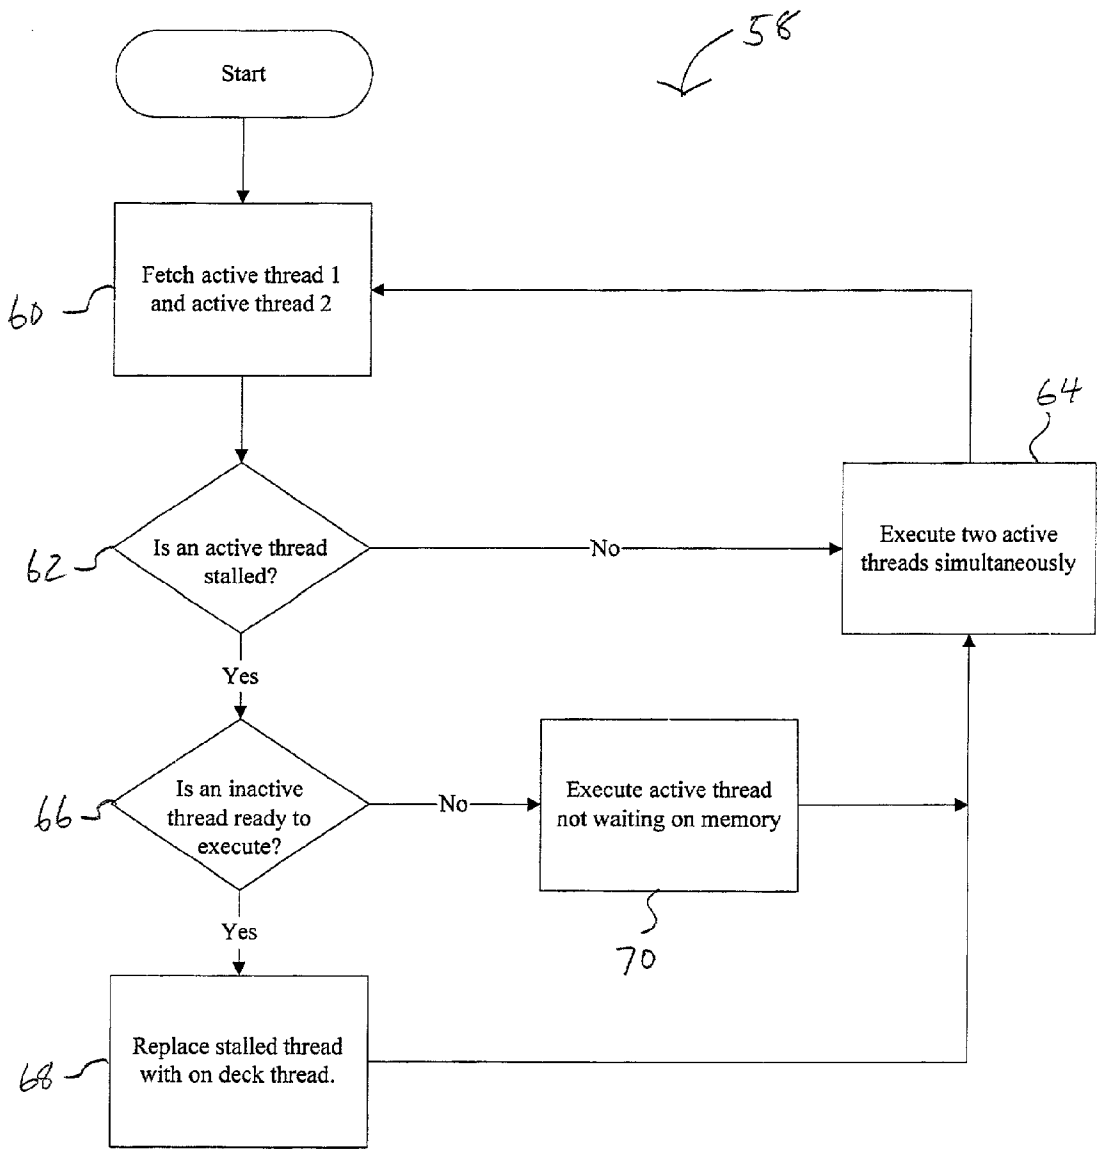 58
Start
Fetch active thread 1
and active thread 2
60
64
Is an active thread
stalled?
62
No
Execute two active
threads simultaneously
Yes
Is an inactive
thread ready to
execute?
66
No
Execute active thread
not waiting on memory
70
Yes
Replace stalled thread
with on deck thread.
68